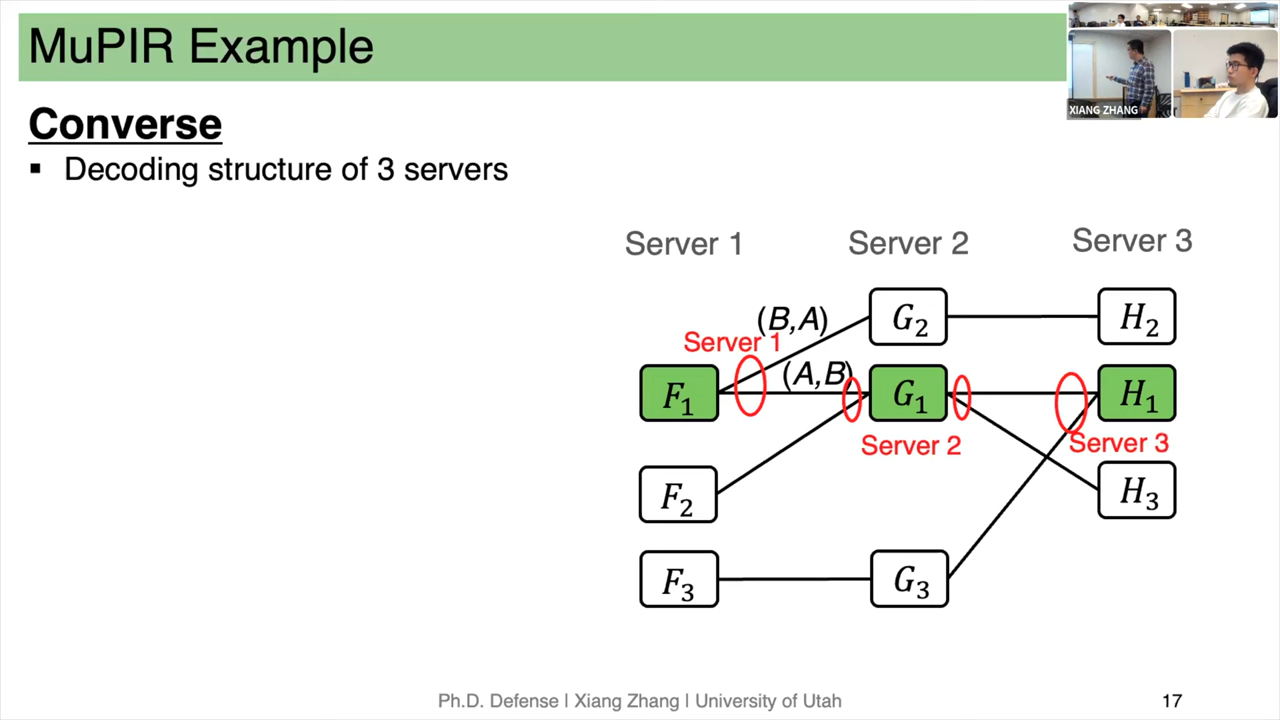 MuPIR Example
XIANG ZHANG
Converse
▪ Decoding structure of 3 servers
Server 1 Server 2 Server 3
(B,A)
G₂ H₂
Server 1
(A,B)
F₁ G₁ H₁
Server 2 Server 3
F₂ H₃
F₃ G₃
Ph.D. Defense | Xiang Zhang | University of Utah 17